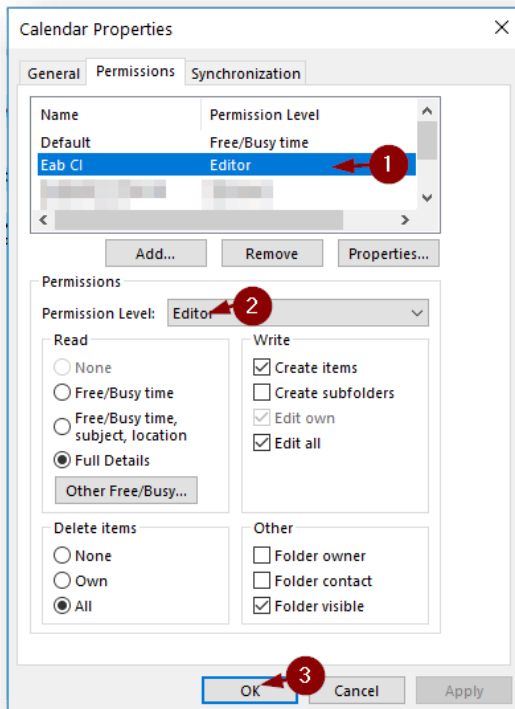 Calendar Properties
General Permissions Synchronization
Name Permission Level
Default Free/Busy time
Eab CI Editor
1
Add... Remove Properties...
Permissions
Permission Level: Editor
2
Read
None
Free/Busy time
Free/Busy time,
subject, location
Full Details
Other Free/Busy...
Write
Create items
Create subfolders
Edit own
Edit all
Delete items
None
Own
All
Other
Folder owner
Folder contact
Folder visible
3
OK Cancel Apply